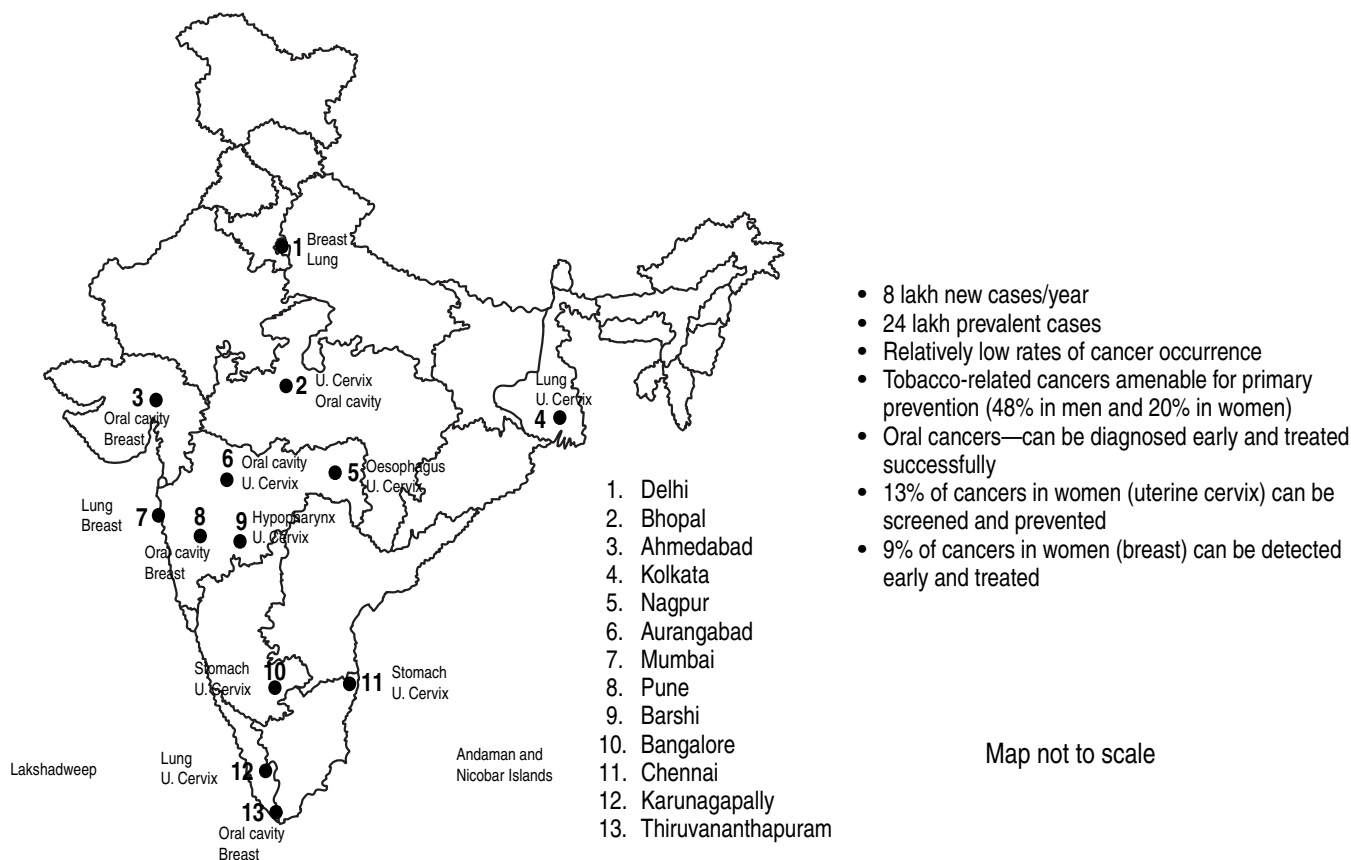 1 Breast
Lung
2 U. Cervix
Oral cavity
3
Oral cavity
Breast
Lung
U. Cervix
4
6 Oral cavity
U. Cervix
5 Oesophagus
U. Cervix
Lung
Breast
7
8
Oral cavity
Breast
9 Hypopharynx
U. Cervix
Stomach
U. Cervix
10
11 Stomach
U. Cervix
Lakshadweep
Lung
U. Cervix
12
Andaman and
Nicobar Islands
13
Oral cavity
Breast
1. Delhi
2. Bhopal
3. Ahmedabad
4. Kolkata
5. Nagpur
6. Aurangabad
7. Mumbai
8. Pune
9. Barshi
10. Bangalore
11. Chennai
12. Karunagapally
13. Thiruvananthapuram
• 8 lakh new cases/year
• 24 lakh prevalent cases
• Relatively low rates of cancer occurrence
• Tobacco-related cancers amenable for primary
prevention (48% in men and 20% in women)
• Oral cancers—can be diagnosed early and treated
successfully
• 13% of cancers in women (uterine cervix) can be
screened and prevented
• 9% of cancers in women (breast) can be detected
early and treated
Map not to scale